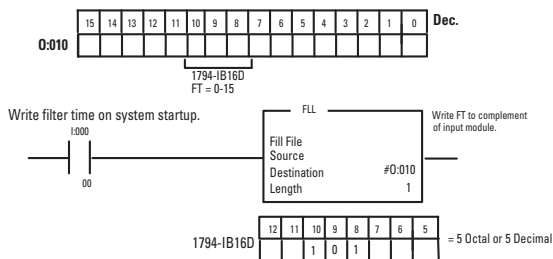 15 14 13 12 11 10 9 8 7 6 5 4 3 2 1 0 Dec.
O:010
1794-IB16D
FT = 0-15
Write filter time on system startup.
I:000
00
FLL
Fill File
Source
Destination #O:010
Length 1
Write FT to complement
of input module.
12 11 10 9 8 7 6 5
1794-IB16D 1 0 1 = 5 Octal or 5 Decimal